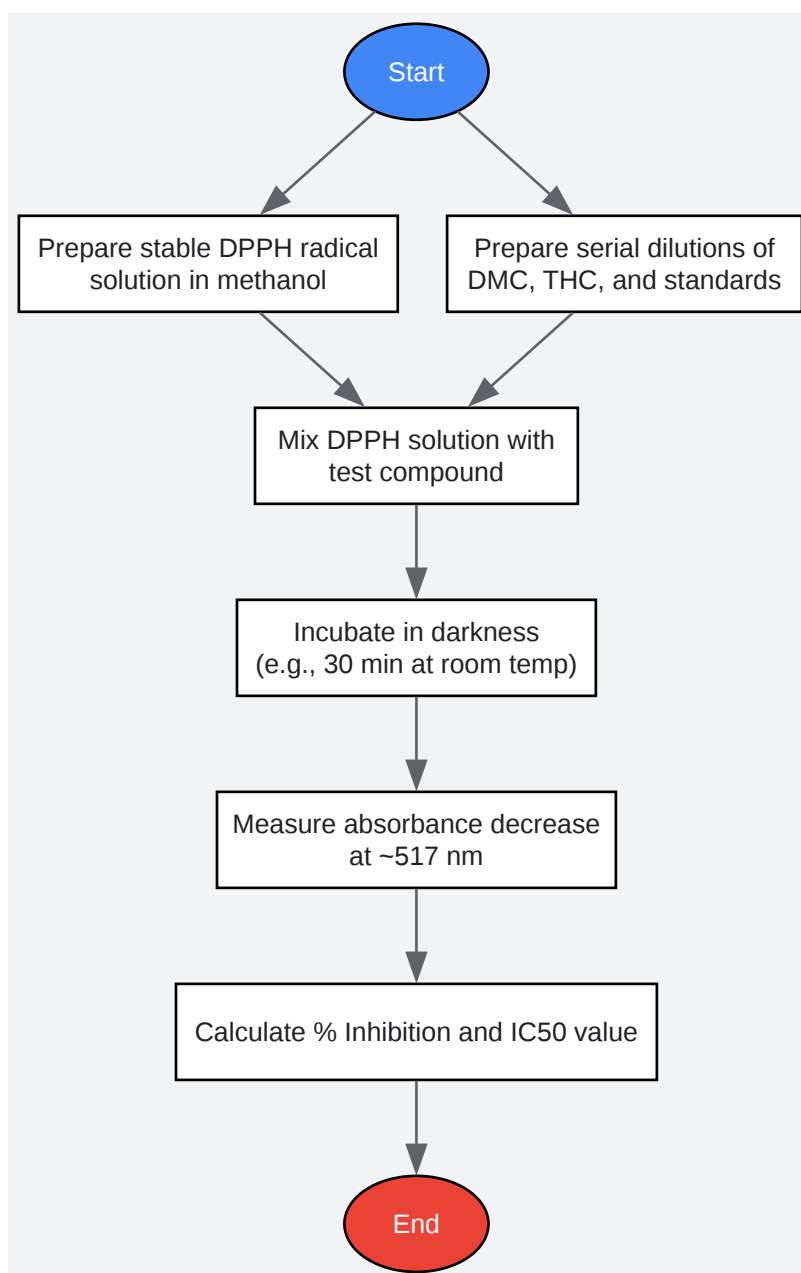 Start
Prepare stable DPPH radical
solution in methanol
Prepare serial dilutions of
DMC, THC, and standards
Mix DPPH solution with
test compound
Incubate in darkness
(e.g., 30 min at room temp)
Measure absorbance decrease
at ~517 nm
Calculate % Inhibition and IC50 value
End